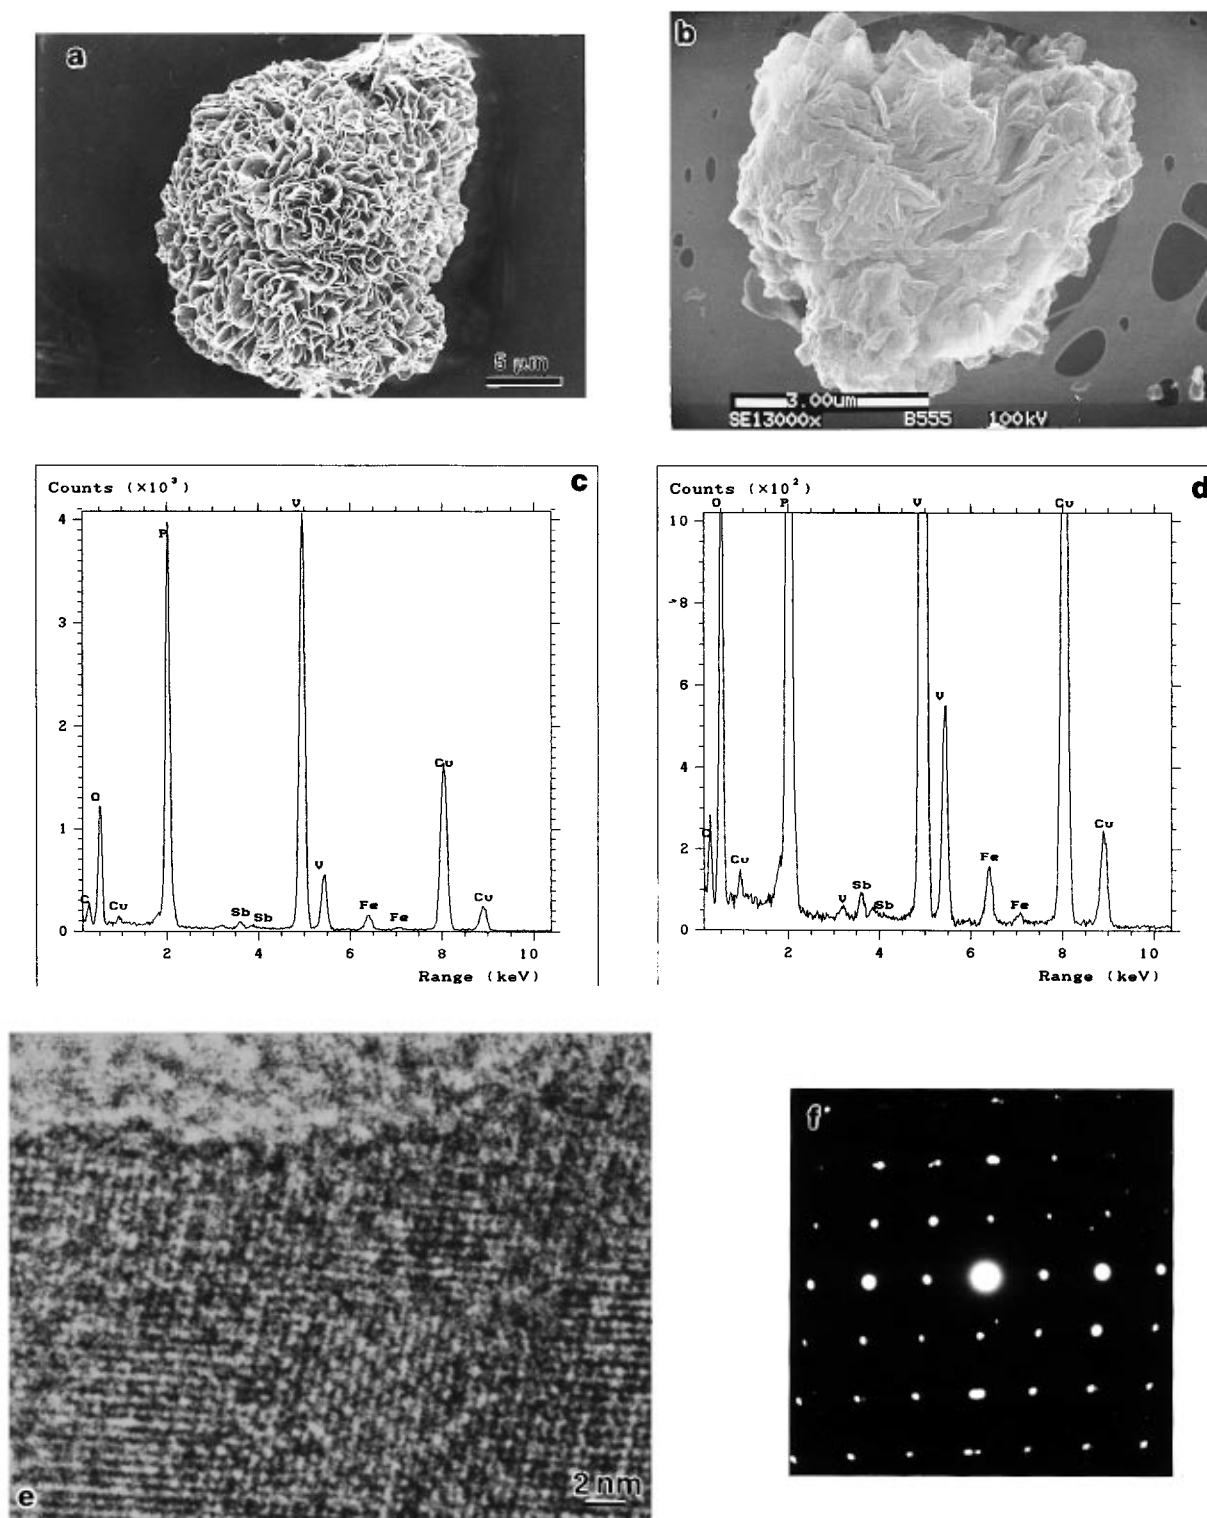 a
5 μm
b
3.00um
SE13000x B555 100kV
c
Counts (×10³)
V
4
P
3
2
Cu
O
1
V
C
Cu
Sb
Sb
Fe
Fe
Cu
0
2 4 6 8 10
Range (keV)
d
Counts (×10²)
O P V Cu
10
8
6
V
4
C
Cu
2
Cu
V
Sb
Sb
Fe
Fe
0
2 4 6 8 10
Range (keV)
e
2 nm
f